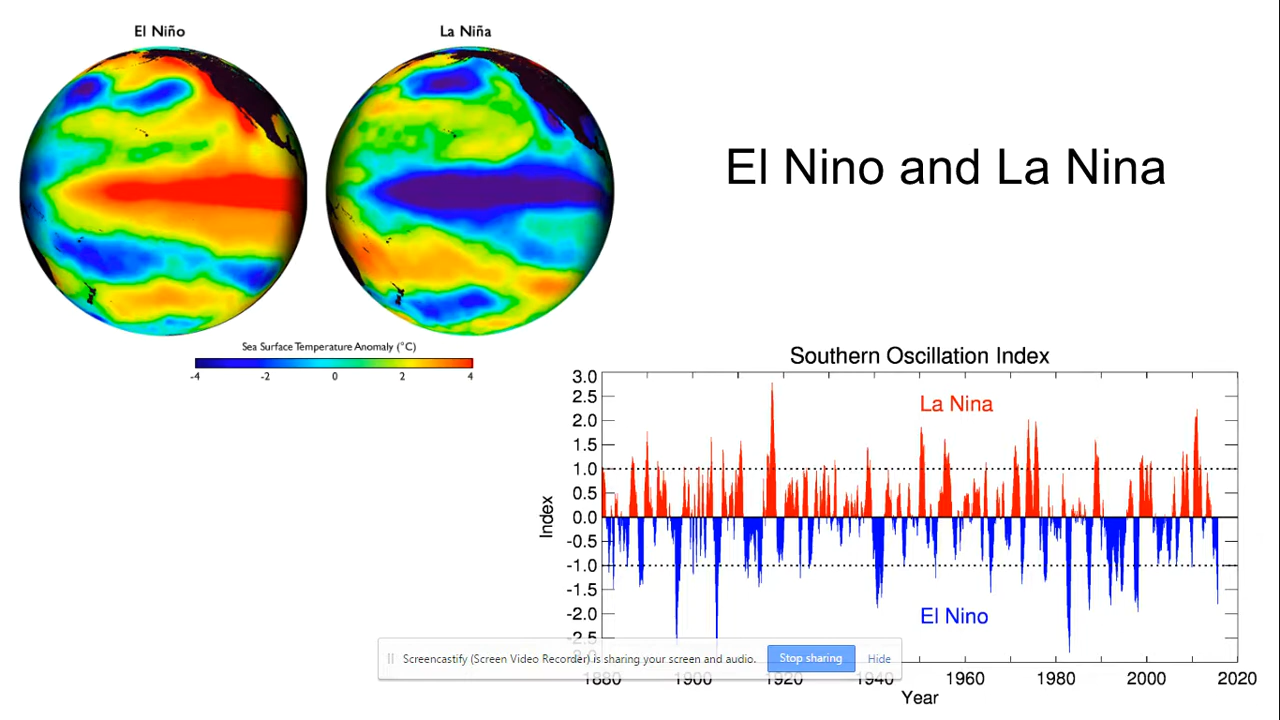 El Niño
La Niña
El Nino and La Nina
Sea Surface Temperature Anomaly (°C)
-4 -2 0 2 4
Southern Oscillation Index
3.0
2.5
2.0
1.5
1.0
0.5
0.0
-0.5
-1.0
-1.5
-2.0
-2.5
Index
La Nina
El Nino
Screencastify (Screen Video Recorder) is sharing your screen and audio. Stop sharing Hide
1880 1900 1920 1940 1960 1980 2000 2020
Year